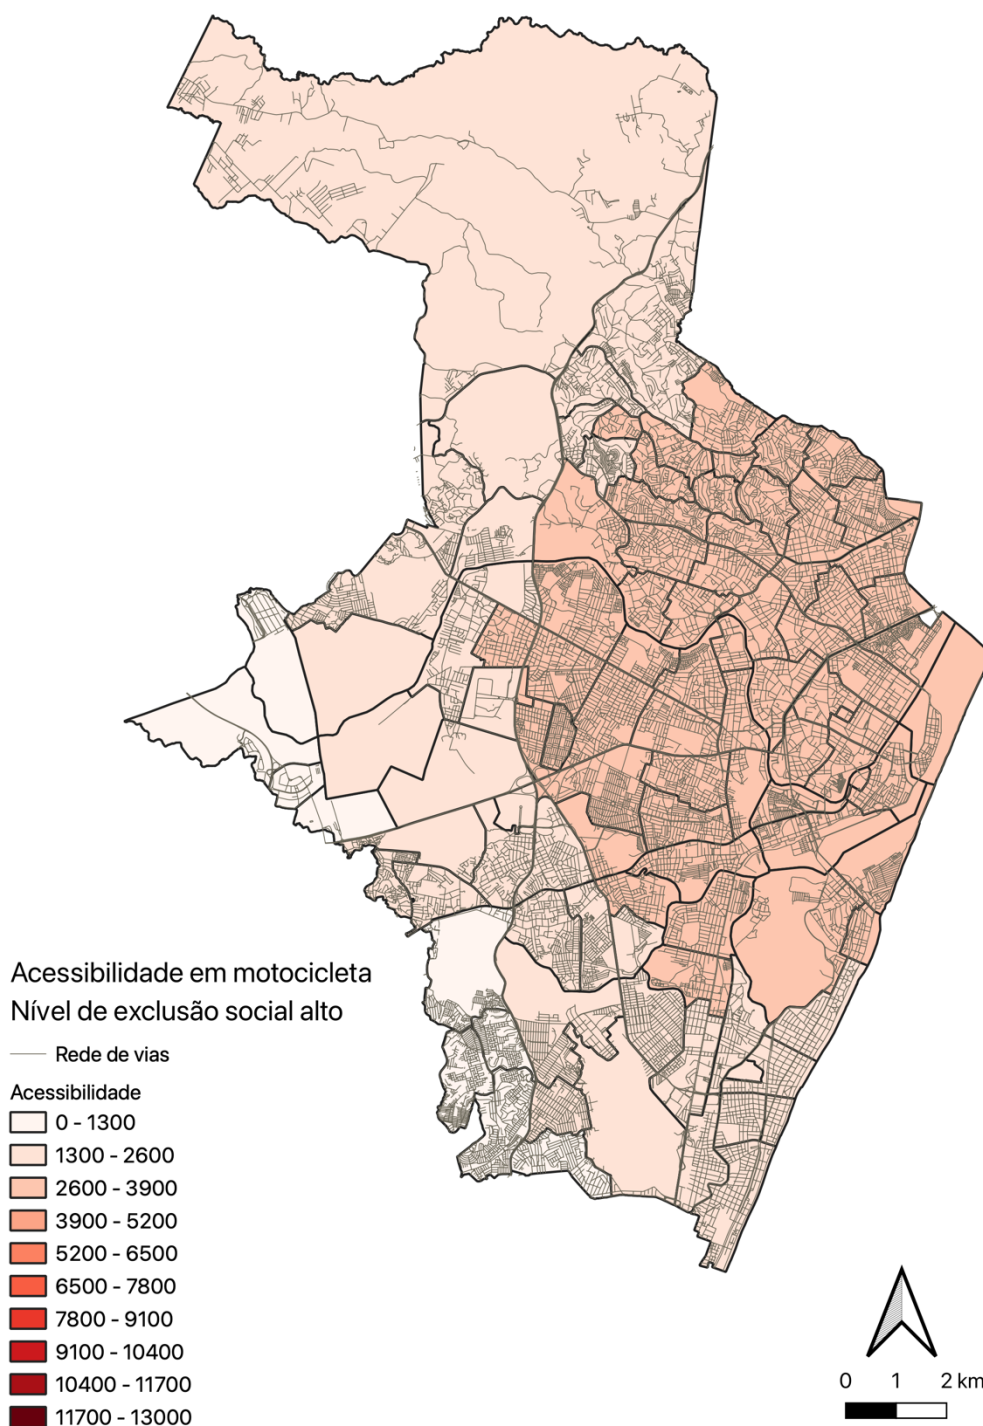 Acessibilidade em motocicleta
Nível de exclusão social alto
Rede de vias
Acessibilidade
0 - 1300
1300 - 2600
2600 - 3900
3900 - 5200
5200 - 6500
6500 - 7800
7800 - 9100
9100 - 10400
10400 - 11700
11700 - 13000
0 1 2 km